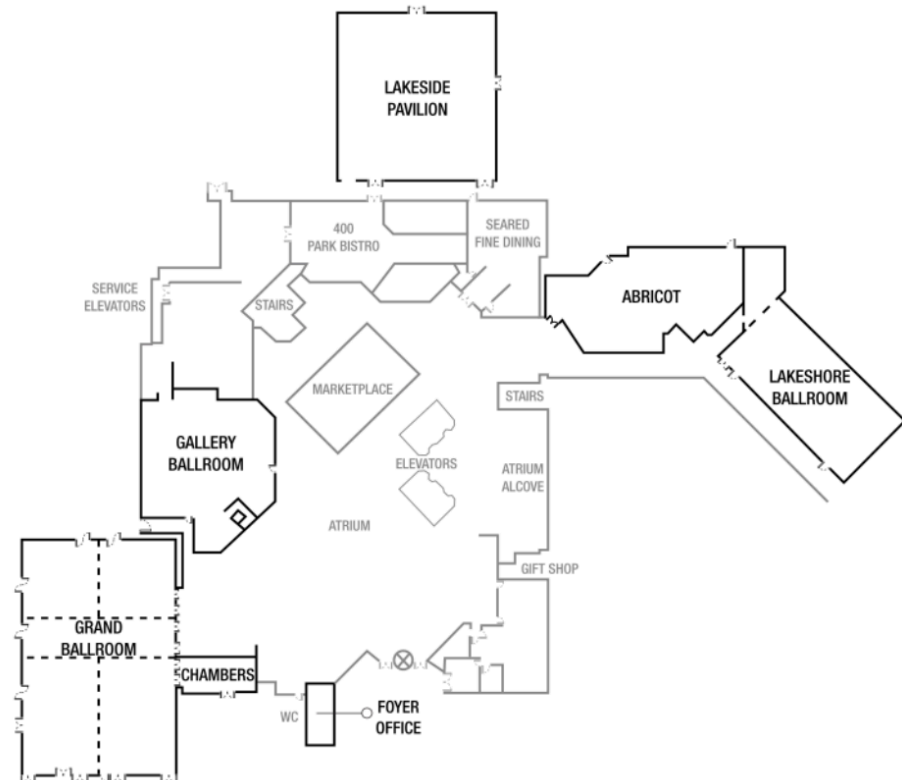 LAKESIDE
PAVILION
400
PARK BISTRO
SEARED
FINE DINING
SERVICE
ELEVATORS
STAIRS
ABRICOT
MARKETPLACE
LAKESHORE
BALLROOM
STAIRS
GALLERY
BALLROOM
ELEVATORS
ATRIUM
ALCOVE
ATRIUM
GIFT SHOP
GRAND
BALLROOM
CHAMBERS
WC
FOYER
OFFICE